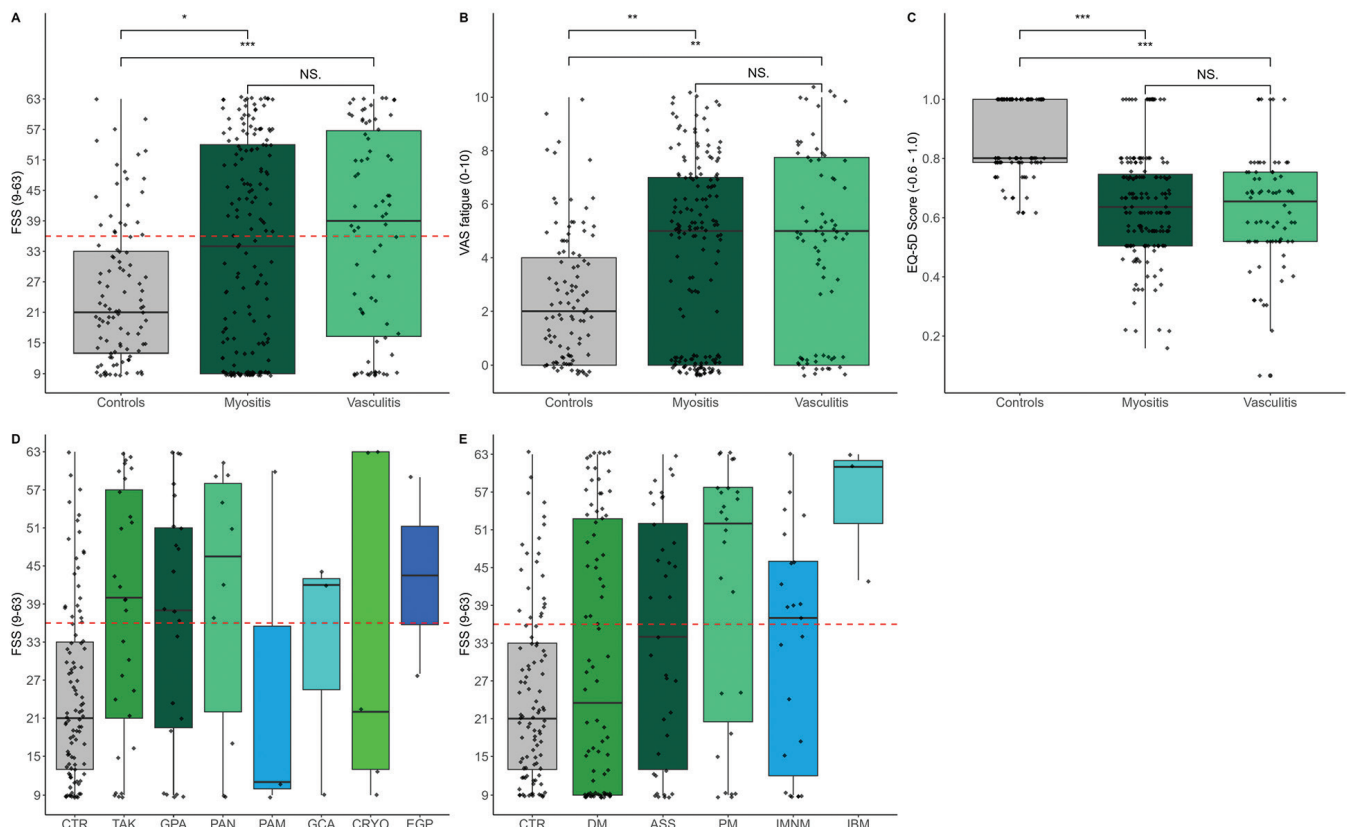 A
*
***
NS.
FSS (9-63)
63
57
51
45
39
33
27
21
15
9
Controls Myositis Vasculitis
B
**
**
NS.
VAS fatigue (0-10)
10
8
6
4
2
0
Controls Myositis Vasculitis
C
***
***
NS.
EQ-5D Score (-0.6 - 1.0)
1.0
0.8
0.6
0.4
0.2
Controls Myositis Vasculitis
D
FSS (9-63)
63
57
51
45
39
33
27
21
15
9
CTR TAK GPA PAN PAM GCA CRYO EGP
E
FSS (9-63)
63
57
51
45
39
33
27
21
15
9
CTR DM ASS PM IMNM IBM